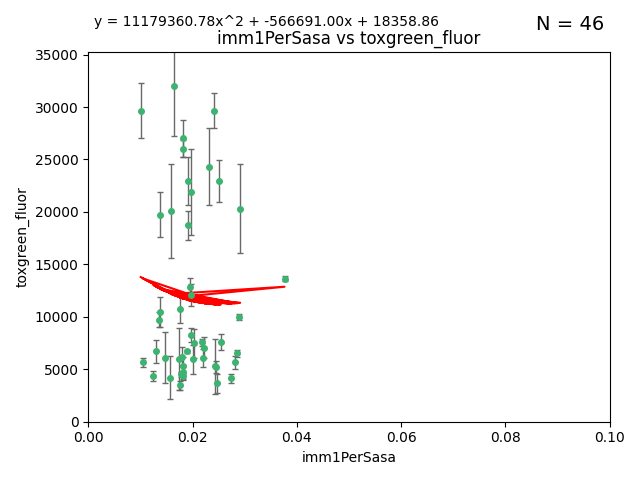 y = 11179360.78x^2 + -566691.00x + 18358.86
N = 46
imm1PerSasa vs toxgreen_fluor
35000
30000
25000
20000
15000
10000
5000
0
toxgreen_fluor
0.00 0.02 0.04 0.06 0.08 0.10
imm1PerSasa